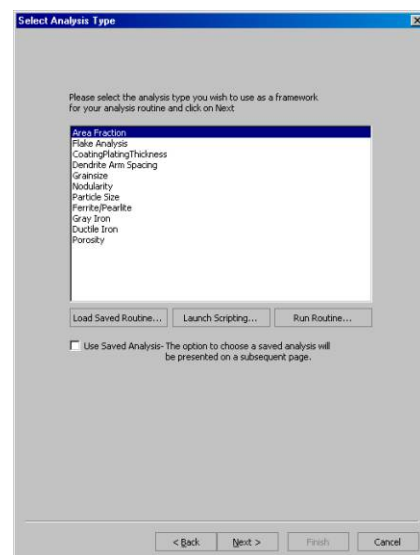 Select Analysis Type
Please select the analysis type you wish to use as a framework
for your analysis routine and click on Next
Area Fraction
Flake Analysis
CoatingPlatingThickness
Dendrite Arm Spacing
Grainsize
Nodularity
Particle Size
Ferrite/Pearlite
Gray Iron
Ductile Iron
Porosity
Load Saved Routine...
Launch Scripting...
Run Routine...
Use Saved Analysis- The option to choose a saved analysis will
be presented on a subsequent page.
< Back
Next >
Finish
Cancel